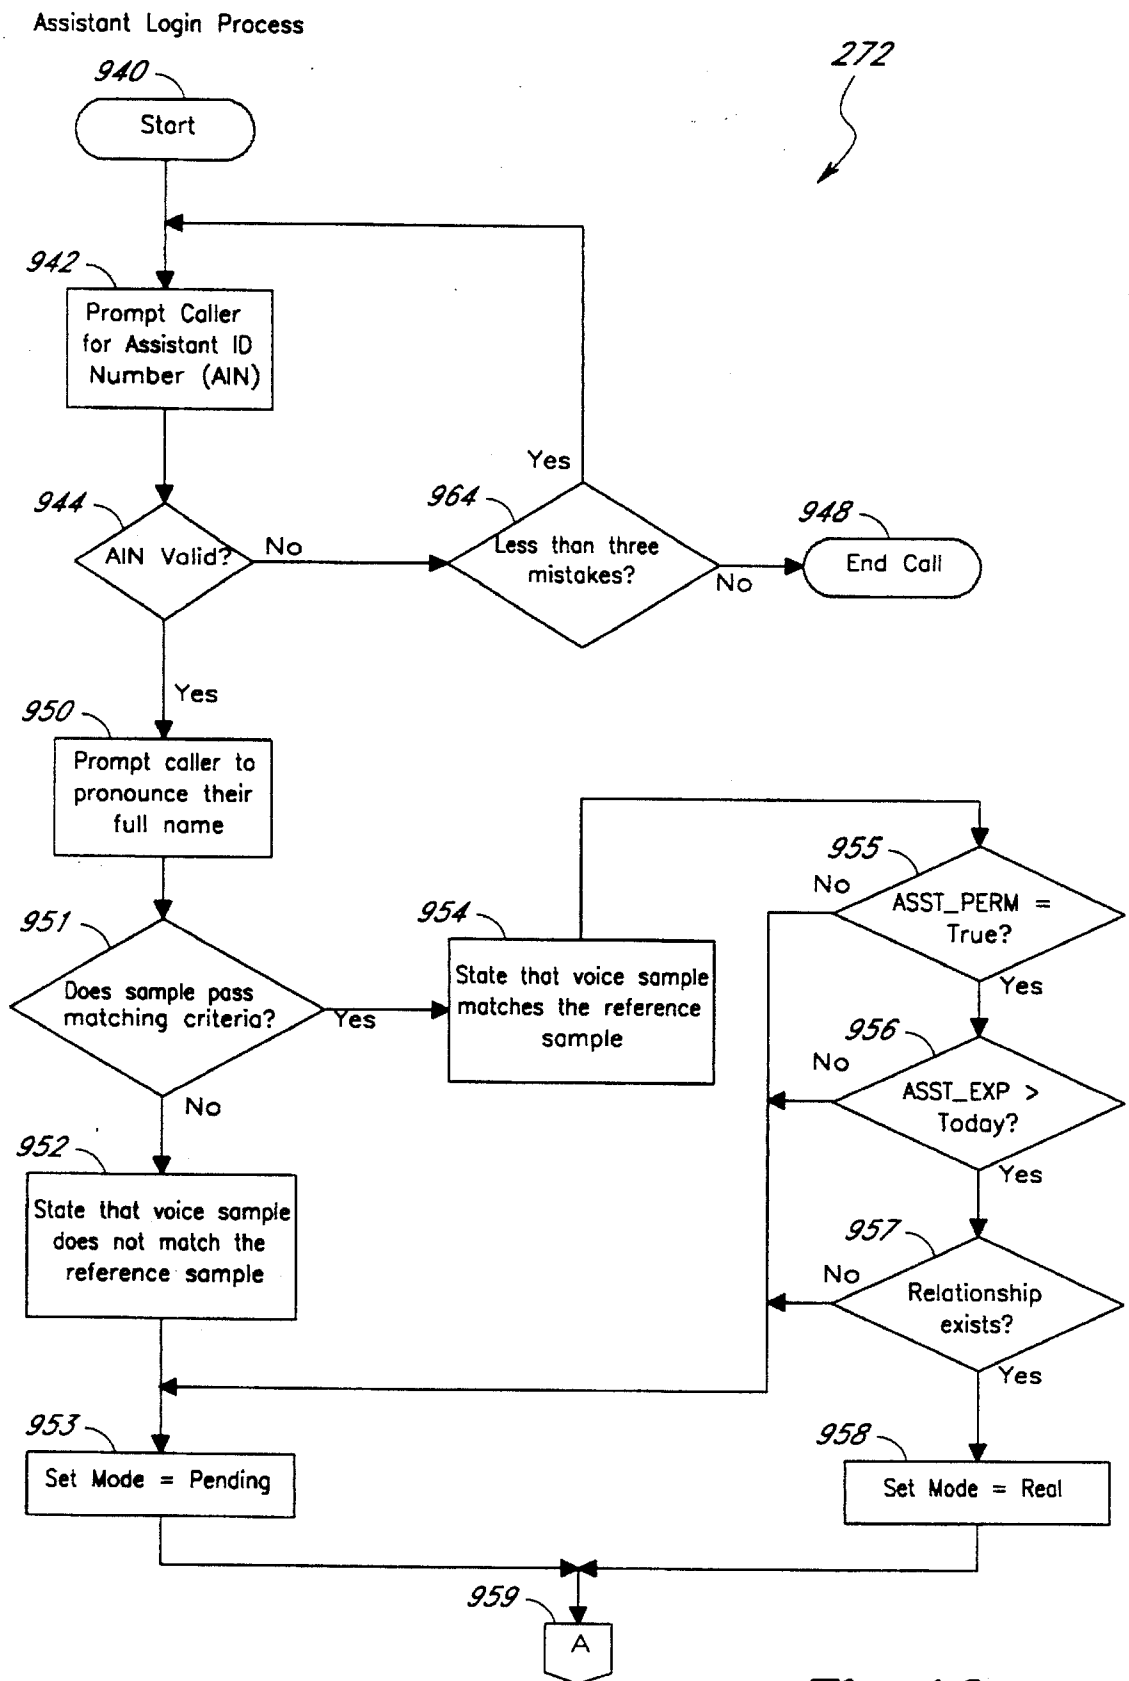 Assistant Login Process
272
940
Start
942
Prompt Caller
for Assistant ID
Number (AIN)
Yes
944
AIN Valid?
No
964
Less than three
mistakes?
No
948
End Call
Yes
950
Prompt caller to
pronounce their
full name
951
Does sample pass
matching criteria?
Yes
No
954
State that voice sample
matches the reference
sample
955
No
ASST_PERM =
True?
Yes
956
No
ASST_EXP >
Today?
Yes
952
State that voice sample
does not match the
reference sample
957
No
Relationship
exists?
Yes
953
Set Mode = Pending
958
Set Mode = Real
959
A